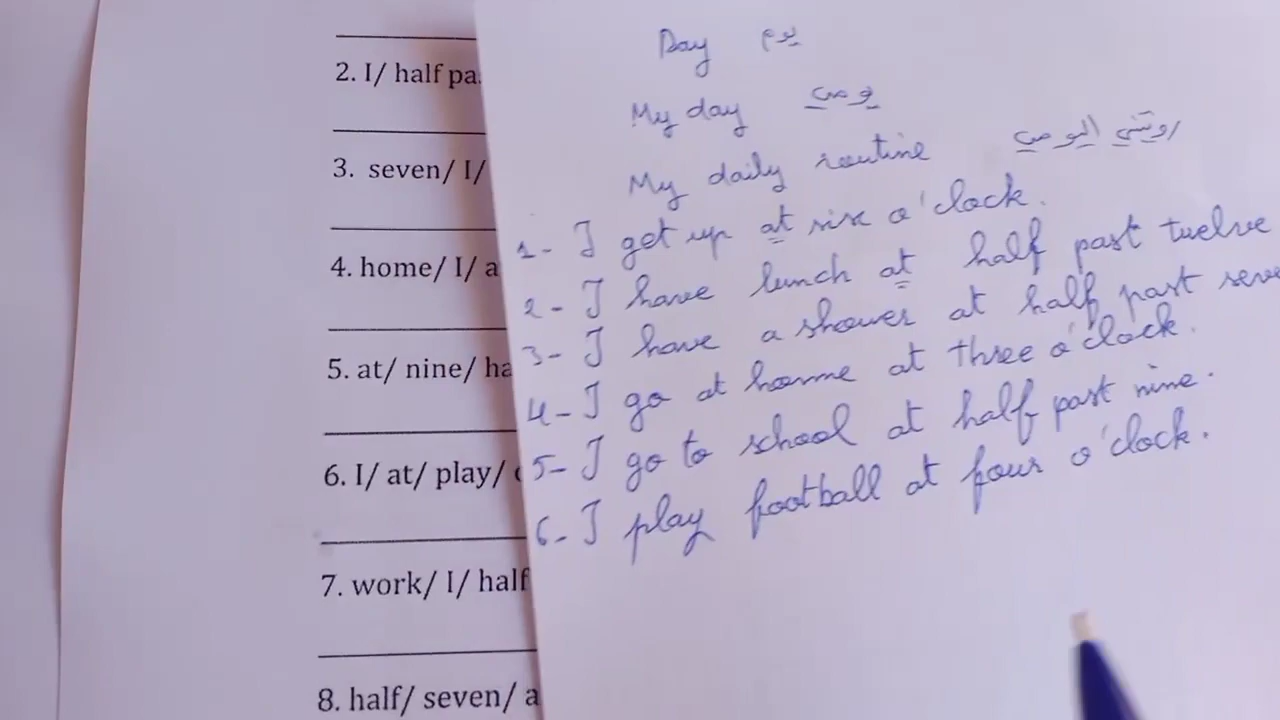 2. I/ half pa
3. seven/ I/
4. home/ I/ a
5. at/ nine/ ha
6. I/ at/ play/
7. work/ I/ half
8. half/ seven/ a
Day يوم
My day يومي
My daily routine روتيني اليومي
1- I get up at six o'clock.
2- I have lunch at half past twelve
3- I have a shower at half past seve
4- I go at home at three o'clock.
5- I go to school at half past nine.
6- I play football at four o'clock.